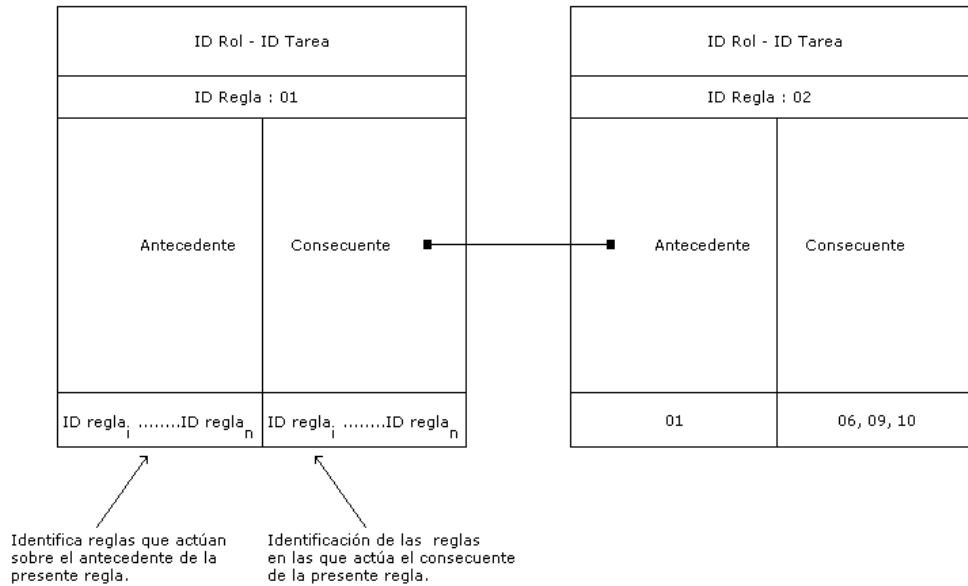 ID Rol - ID Tarea
ID Regla : 01
Antecedente
Consecuente
ID regla i ........ID regla n
ID regla i ........ID regla n
ID Rol - ID Tarea
ID Regla : 02
Antecedente
Consecuente
01
06, 09, 10
Identifica reglas que actúan
sobre el antecedente de la
presente regla.
Identificación de las reglas
en las que actúa el consecuente
de la presente regla.